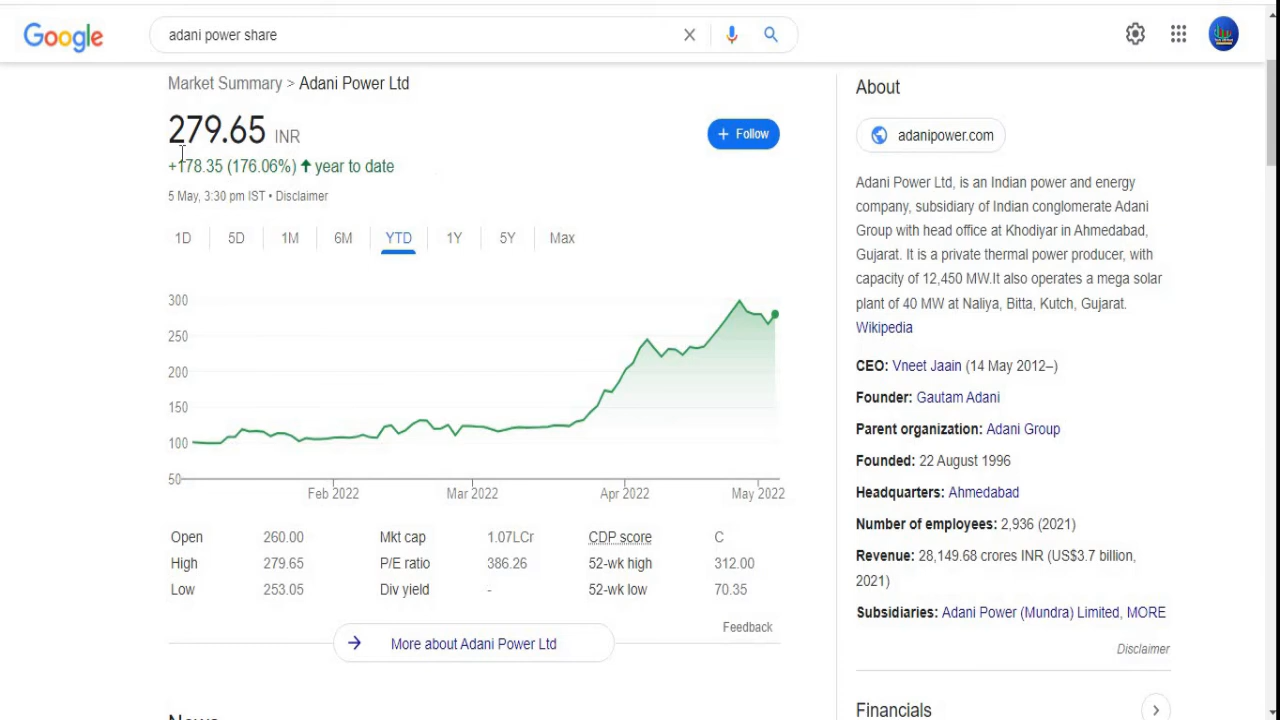 Google
adani power share
Market Summary > Adani Power Ltd
279.65 INR
+ Follow
+178.35 (176.06%) ↑ year to date
5 May, 3:30 pm IST • Disclaimer
1D 5D 1M 6M YTD 1Y 5Y Max
300
250
200
150
100
50
Feb 2022 Mar 2022 Apr 2022 May 2022
Open 260.00 Mkt cap 1.07LCr CDP score C
High 279.65 P/E ratio 386.26 52-wk high 312.00
Low 253.05 Div yield - 52-wk low 70.35
Feedback
More about Adani Power Ltd
News
About
adanipower.com
Adani Power Ltd, is an Indian power and energy
company, subsidiary of Indian conglomerate Adani
Group with head office at Khodiyar in Ahmedabad,
Gujarat. It is a private thermal power producer, with
capacity of 12,450 MW.It also operates a mega solar
plant of 40 MW at Naliya, Bitta, Kutch, Gujarat.
Wikipedia
CEO: Vneet Jaain (14 May 2012–)
Founder: Gautam Adani
Parent organization: Adani Group
Founded: 22 August 1996
Headquarters: Ahmedabad
Number of employees: 2,936 (2021)
Revenue: 28,149.68 crores INR (US$3.7 billion,
2021)
Subsidiaries: Adani Power (Mundra) Limited, MORE
Disclaimer
Financials